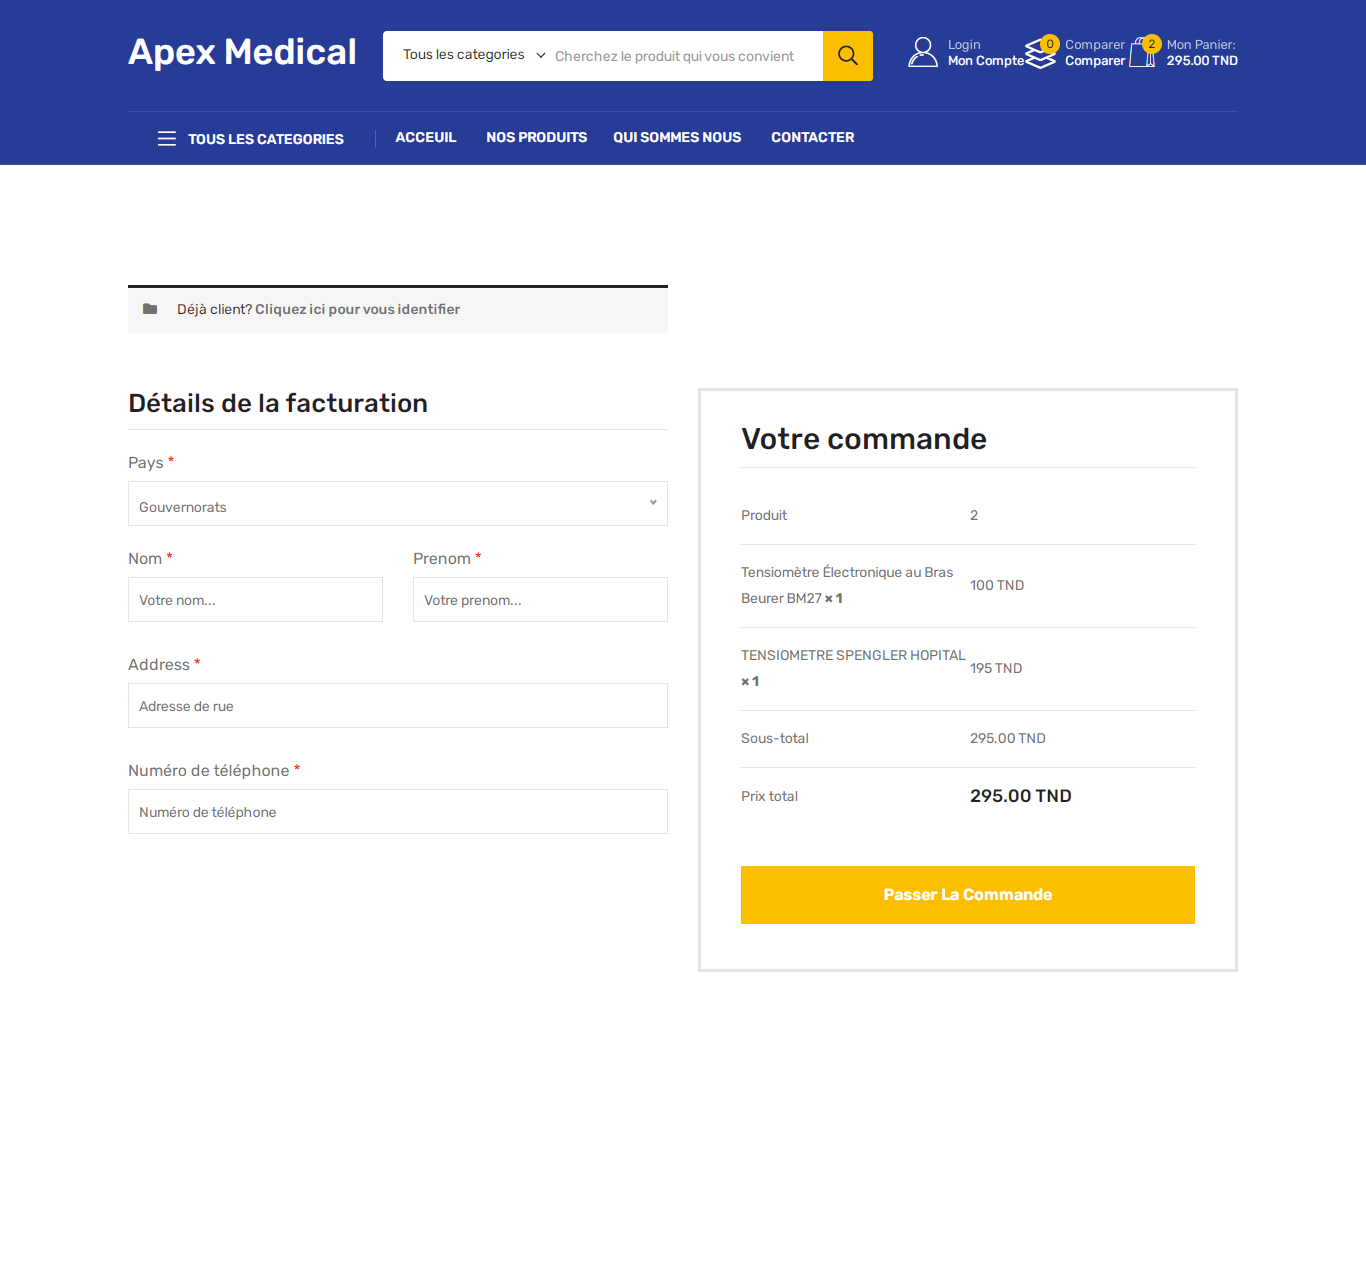 Apex Medical
Tous les categories
Cherchez le produit qui vous convient
Login
Mon Compte
0
Comparer
Comparer
2
Mon Panier:
295.00 TND
TOUS LES CATEGORIES
ACCEUIL
NOS PRODUITS
QUI SOMMES NOUS
CONTACTER
Déjà client? Cliquez ici pour vous identifier
Détails de la facturation
Pays *
Gouvernorats
Nom *
Prenom *
Votre nom...
Votre prenom...
Address *
Adresse de rue
Numéro de téléphone *
Numéro de téléphone
Votre commande
Produit
2
Tensiomètre Électronique au Bras
Beurer BM27 × 1
100 TND
TENSIOMETRE SPENGLER HOPITAL
× 1
195 TND
Sous-total
295.00 TND
Prix total
295.00 TND
Passer La Commande